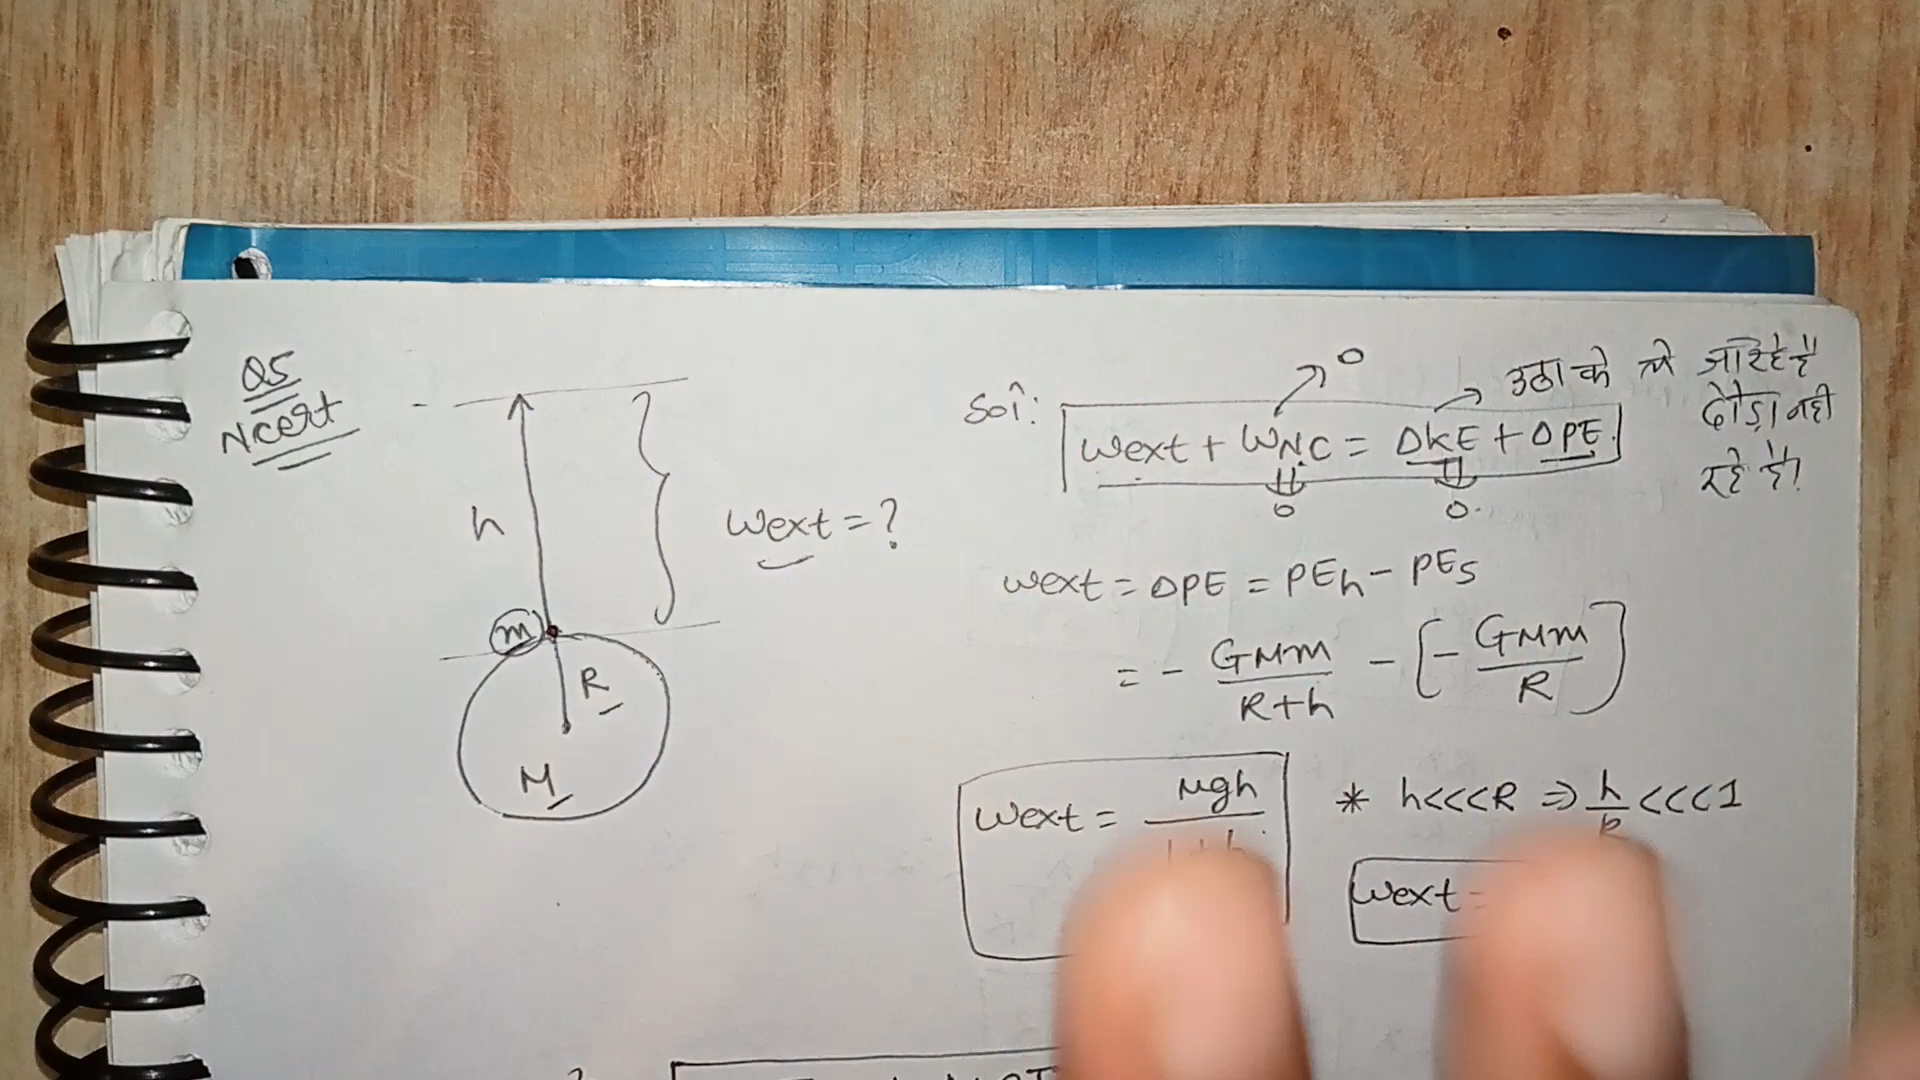 Q5
Ncert
h
m
R
M
Wext = ?
Sol:
0
उठा के ले जा रहे है
दौड़ा नही
रहे है।
Wext + WNC = ΔKE + ΔPE
0
0
Wext = ΔPE = PEh - PEs
= - GMm/R+h - [- GMm/R]
Wext = Mgh
* h<<<R ⇒ h/R <<<1
Wext =